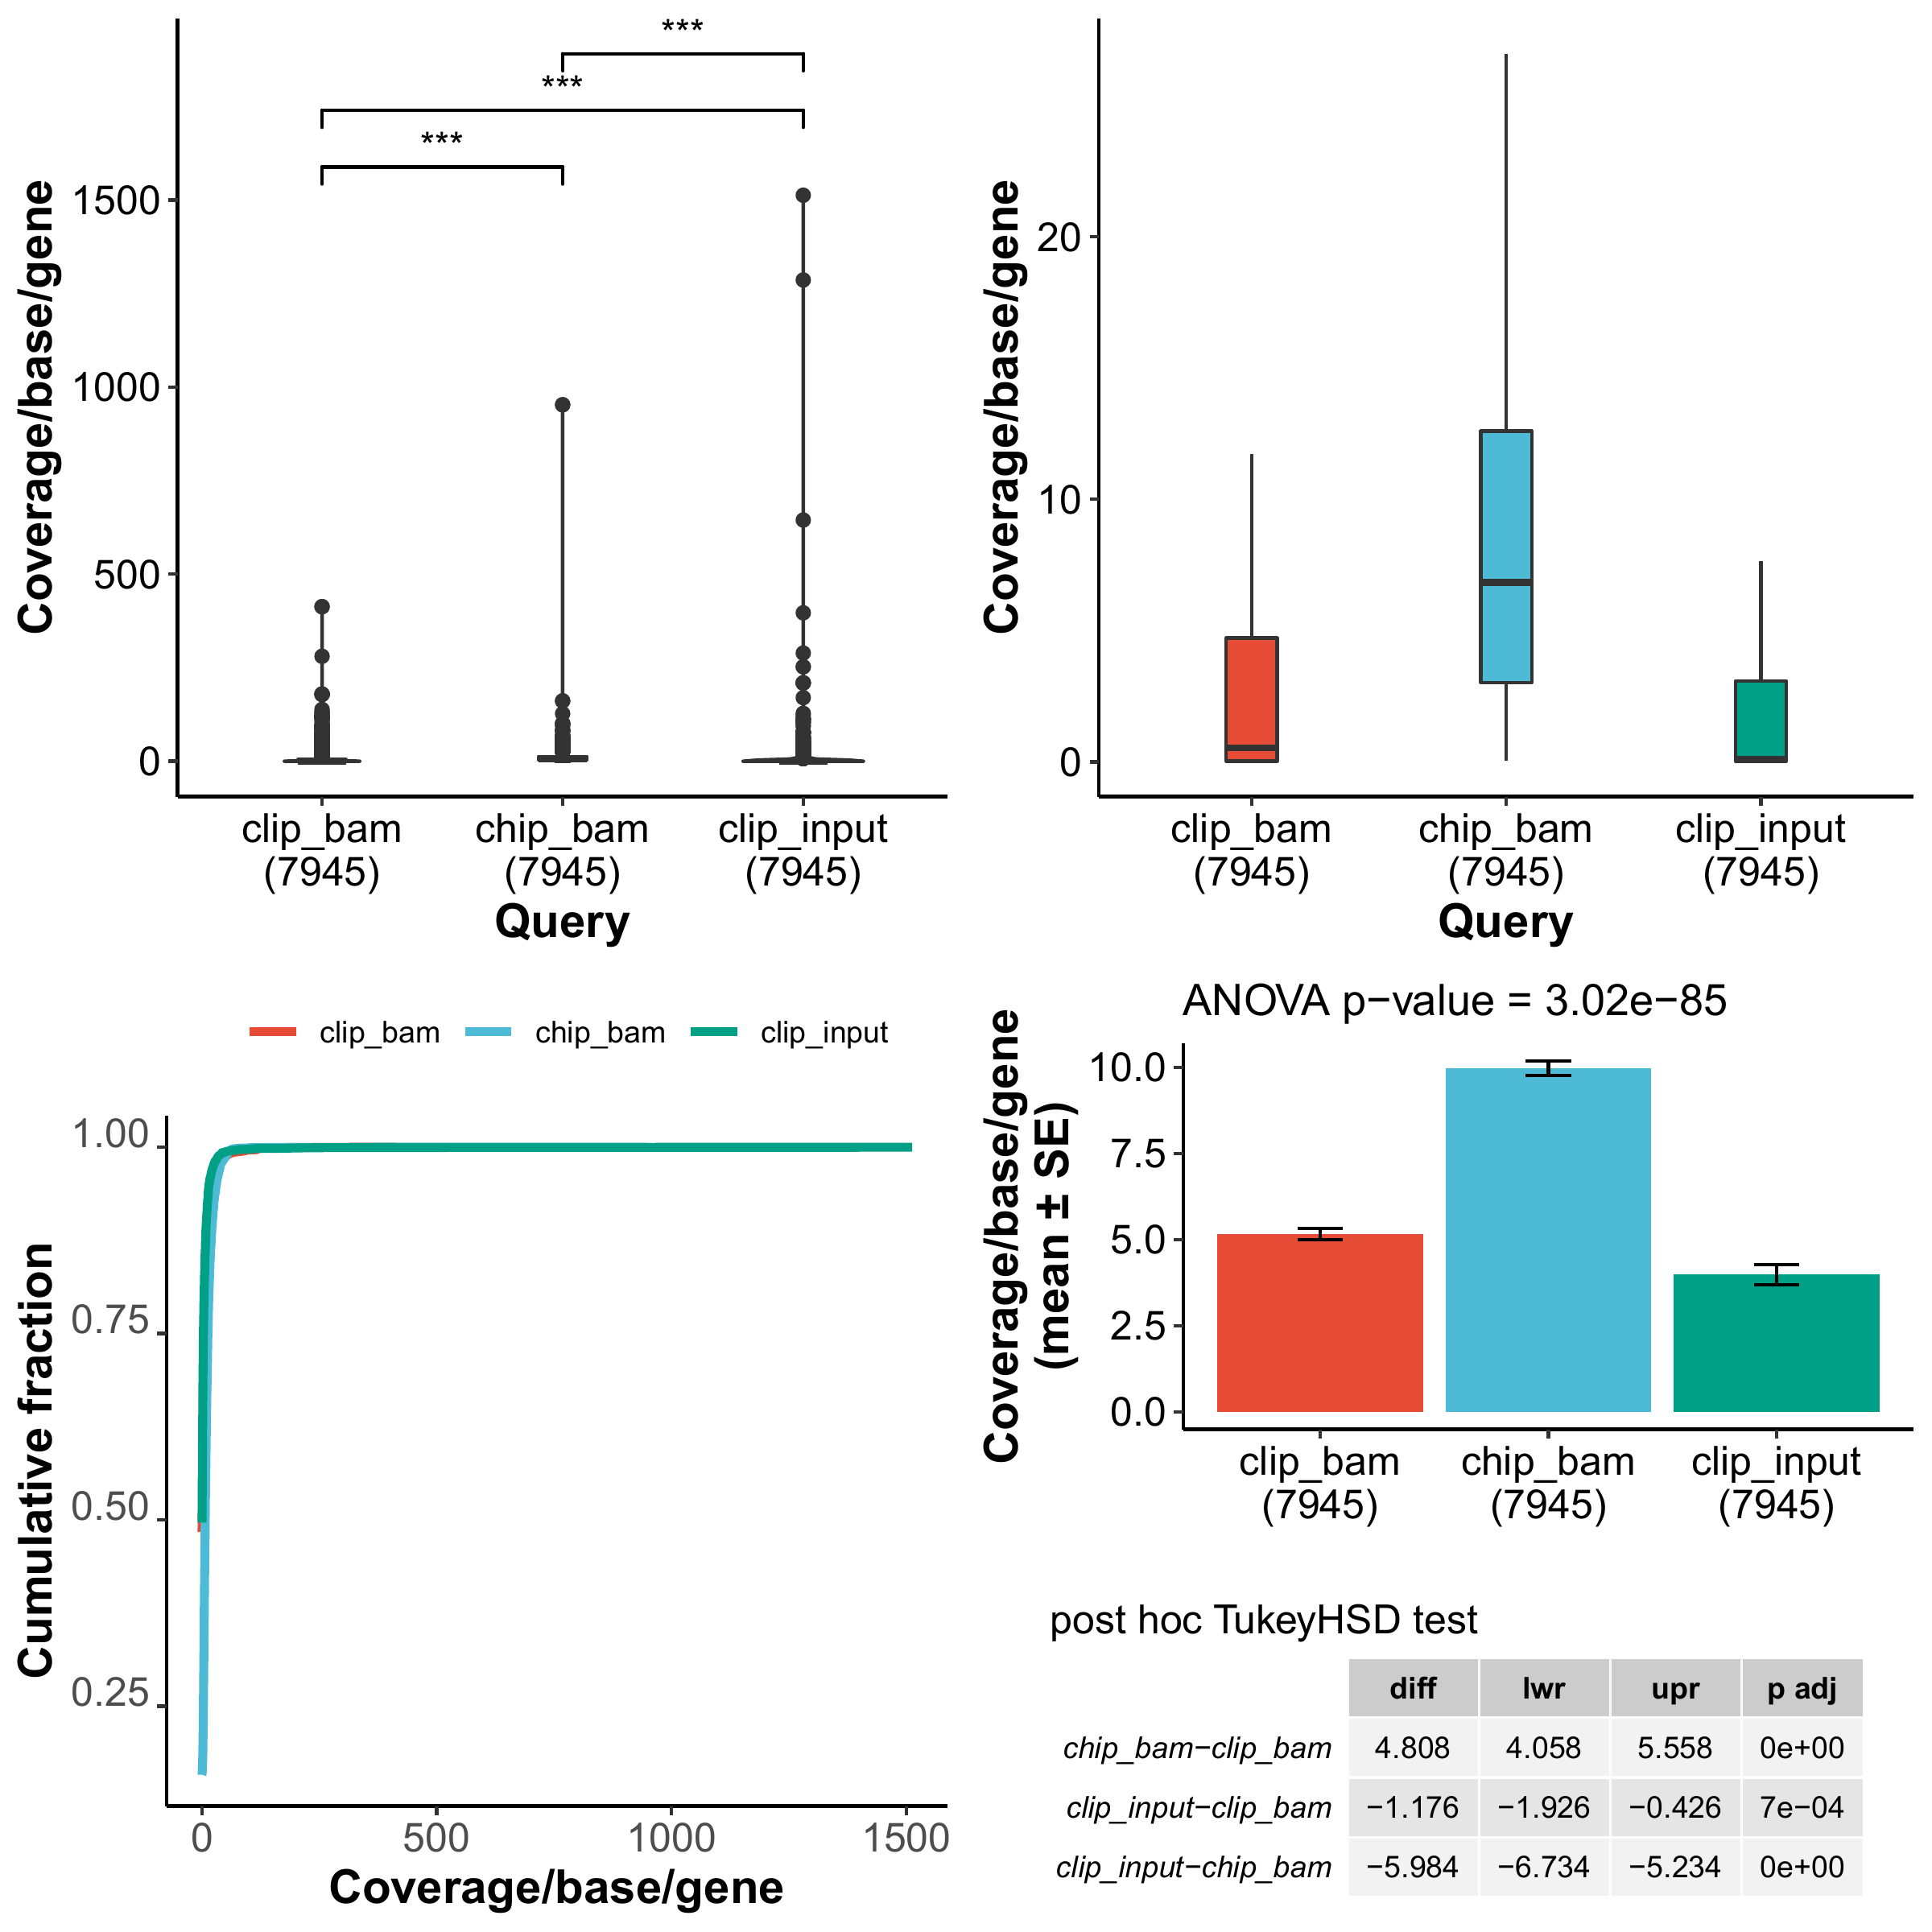 ***
***
***
Coverage/base/gene
1500
1000
500
0
clip_bam
(7945)
chip_bam
(7945)
clip_input
(7945)
Query
Coverage/base/gene
20
10
0
clip_bam
(7945)
chip_bam
(7945)
clip_input
(7945)
Query
clip_bam
chip_bam
clip_input
Cumulative fraction
1.00
0.75
0.50
0.25
0
500
1000
1500
Coverage/base/gene
ANOVA p−value = 3.02e−85
Coverage/base/gene
(mean ± SE)
10.0
7.5
5.0
2.5
0.0
clip_bam
(7945)
chip_bam
(7945)
clip_input
(7945)
post hoc TukeyHSD test
diff lwr upr p adj
chip_bam−clip_bam 4.808 4.058 5.558 0e+00
clip_input−clip_bam −1.176 −1.926 −0.426 7e−04
clip_input−chip_bam −5.984 −6.734 −5.234 0e+00